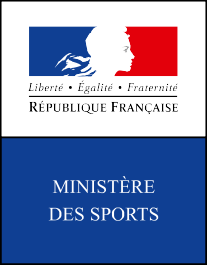 Liberté • Égalité • Fraternité
RÉPUBLIQUE FRANÇAISE
MINISTÈRE
DES SPORTS